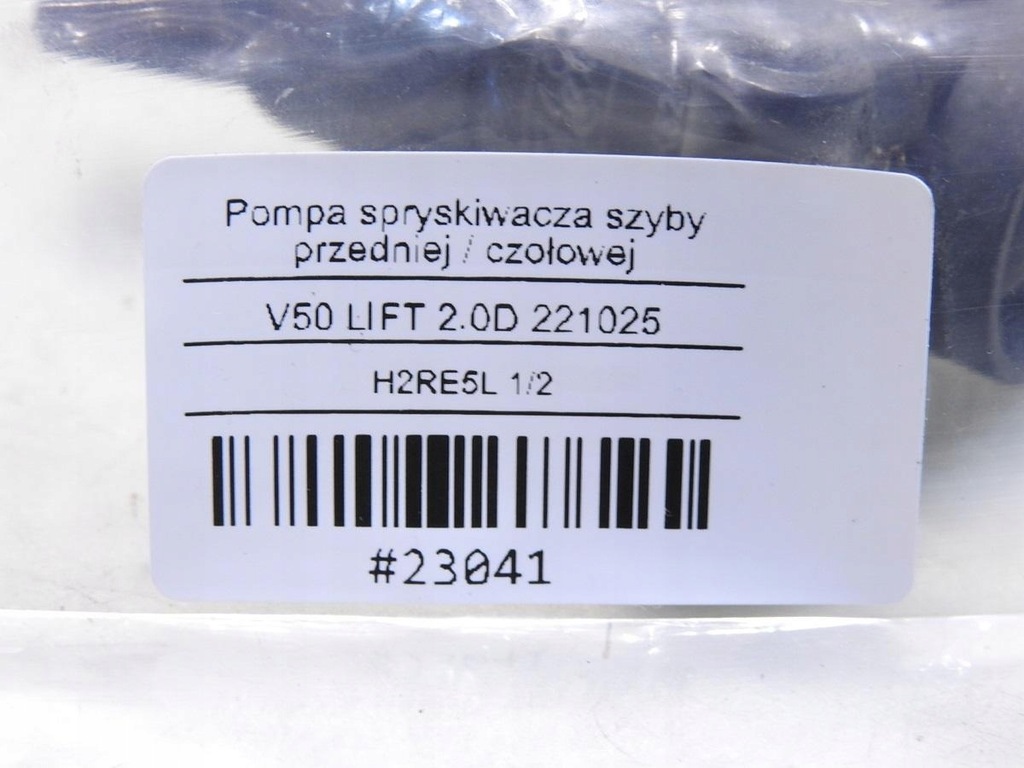 Pompa spryskiwacza szyby
przedniej / czołowej
V50 LIFT 2.0D 221025
H2RE5L 1/2
#23041